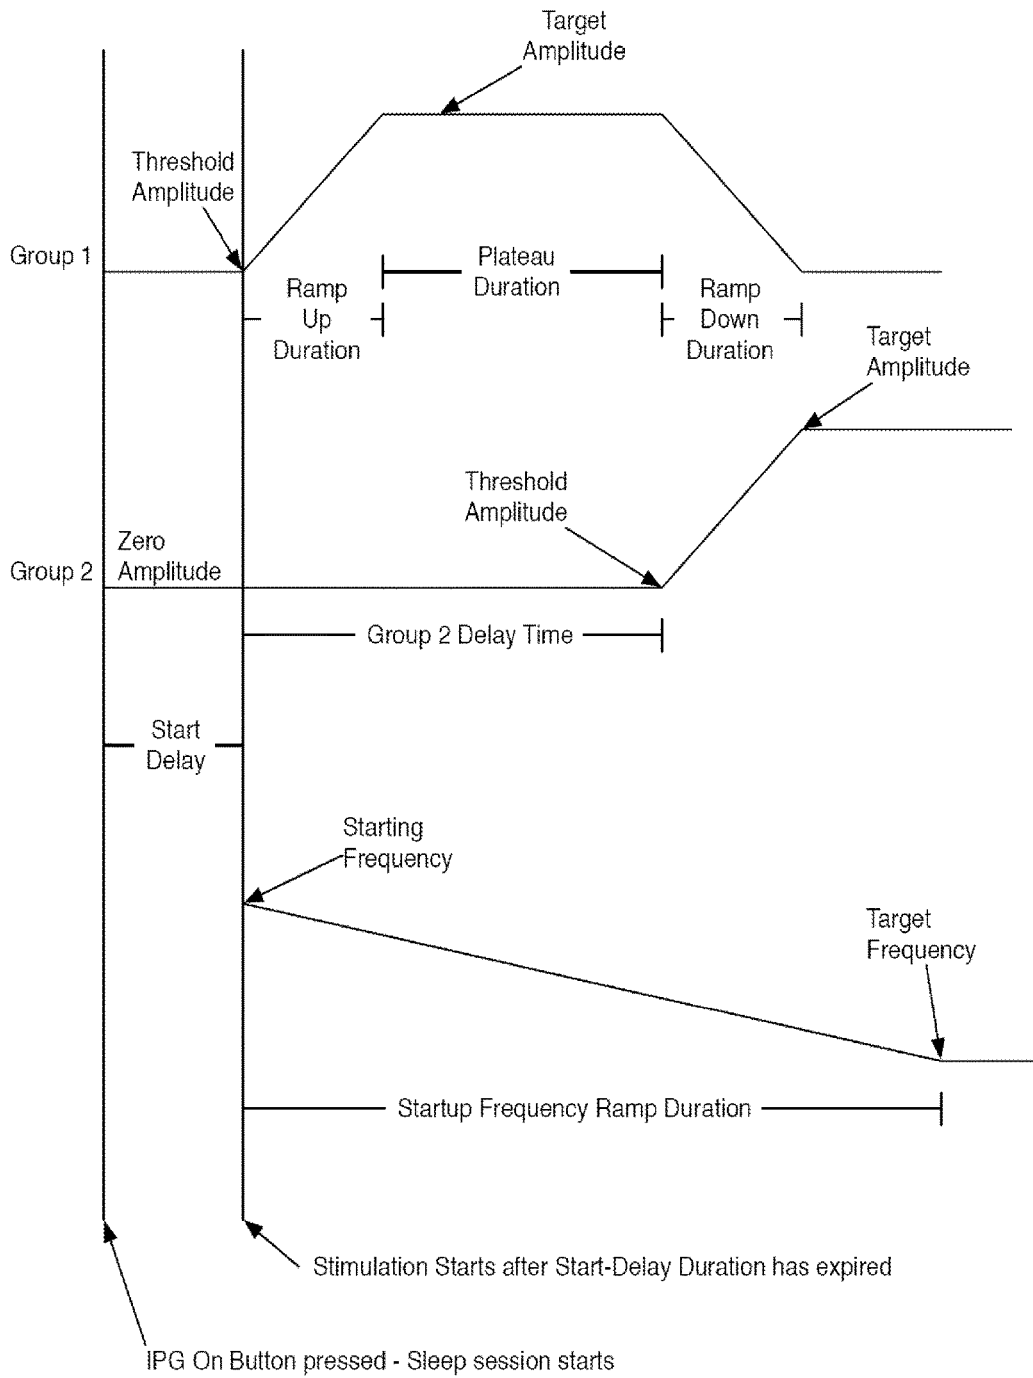 Target
Amplitude
Threshold
Amplitude
Group 1
Plateau
Duration
Ramp
Up
Duration
Ramp
Down
Duration
Target
Amplitude
Threshold
Amplitude
Zero
Amplitude
Group 2
Group 2 Delay Time
Start
Delay
Starting
Frequency
Target
Frequency
Startup Frequency Ramp Duration
Stimulation Starts after Start-Delay Duration has expired
IPG On Button pressed - Sleep session starts